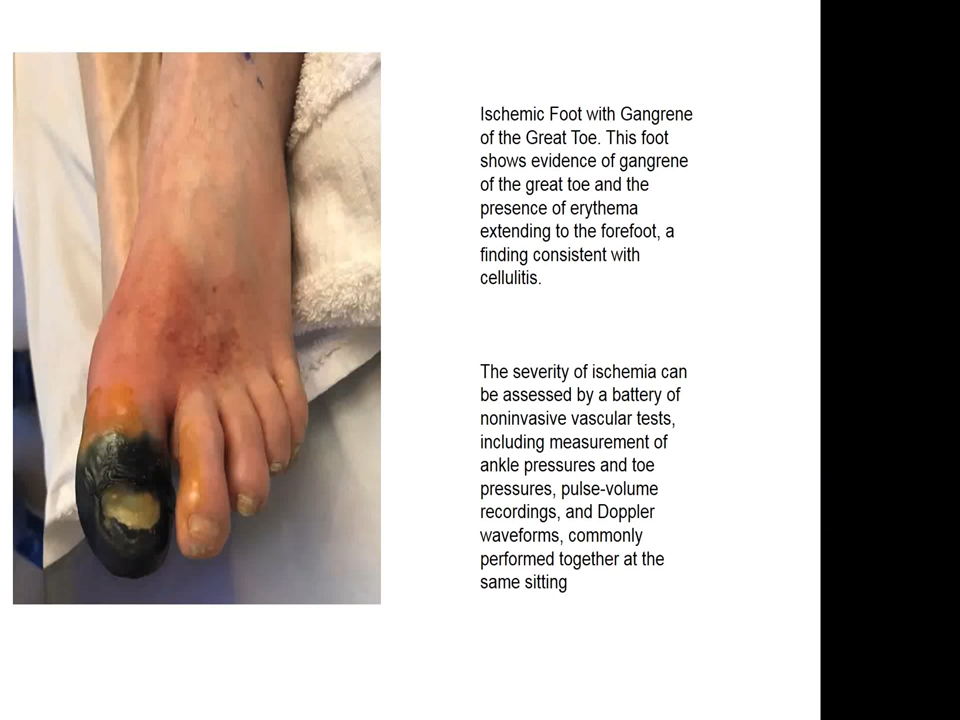 Ischemic Foot with Gangrene
of the Great Toe. This foot
shows evidence of gangrene
of the great toe and the
presence of erythema
extending to the forefoot, a
finding consistent with
cellulitis.
The severity of ischemia can
be assessed by a battery of
noninvasive vascular tests,
including measurement of
ankle pressures and toe
pressures, pulse-volume
recordings, and Doppler
waveforms, commonly
performed together at the
same sitting